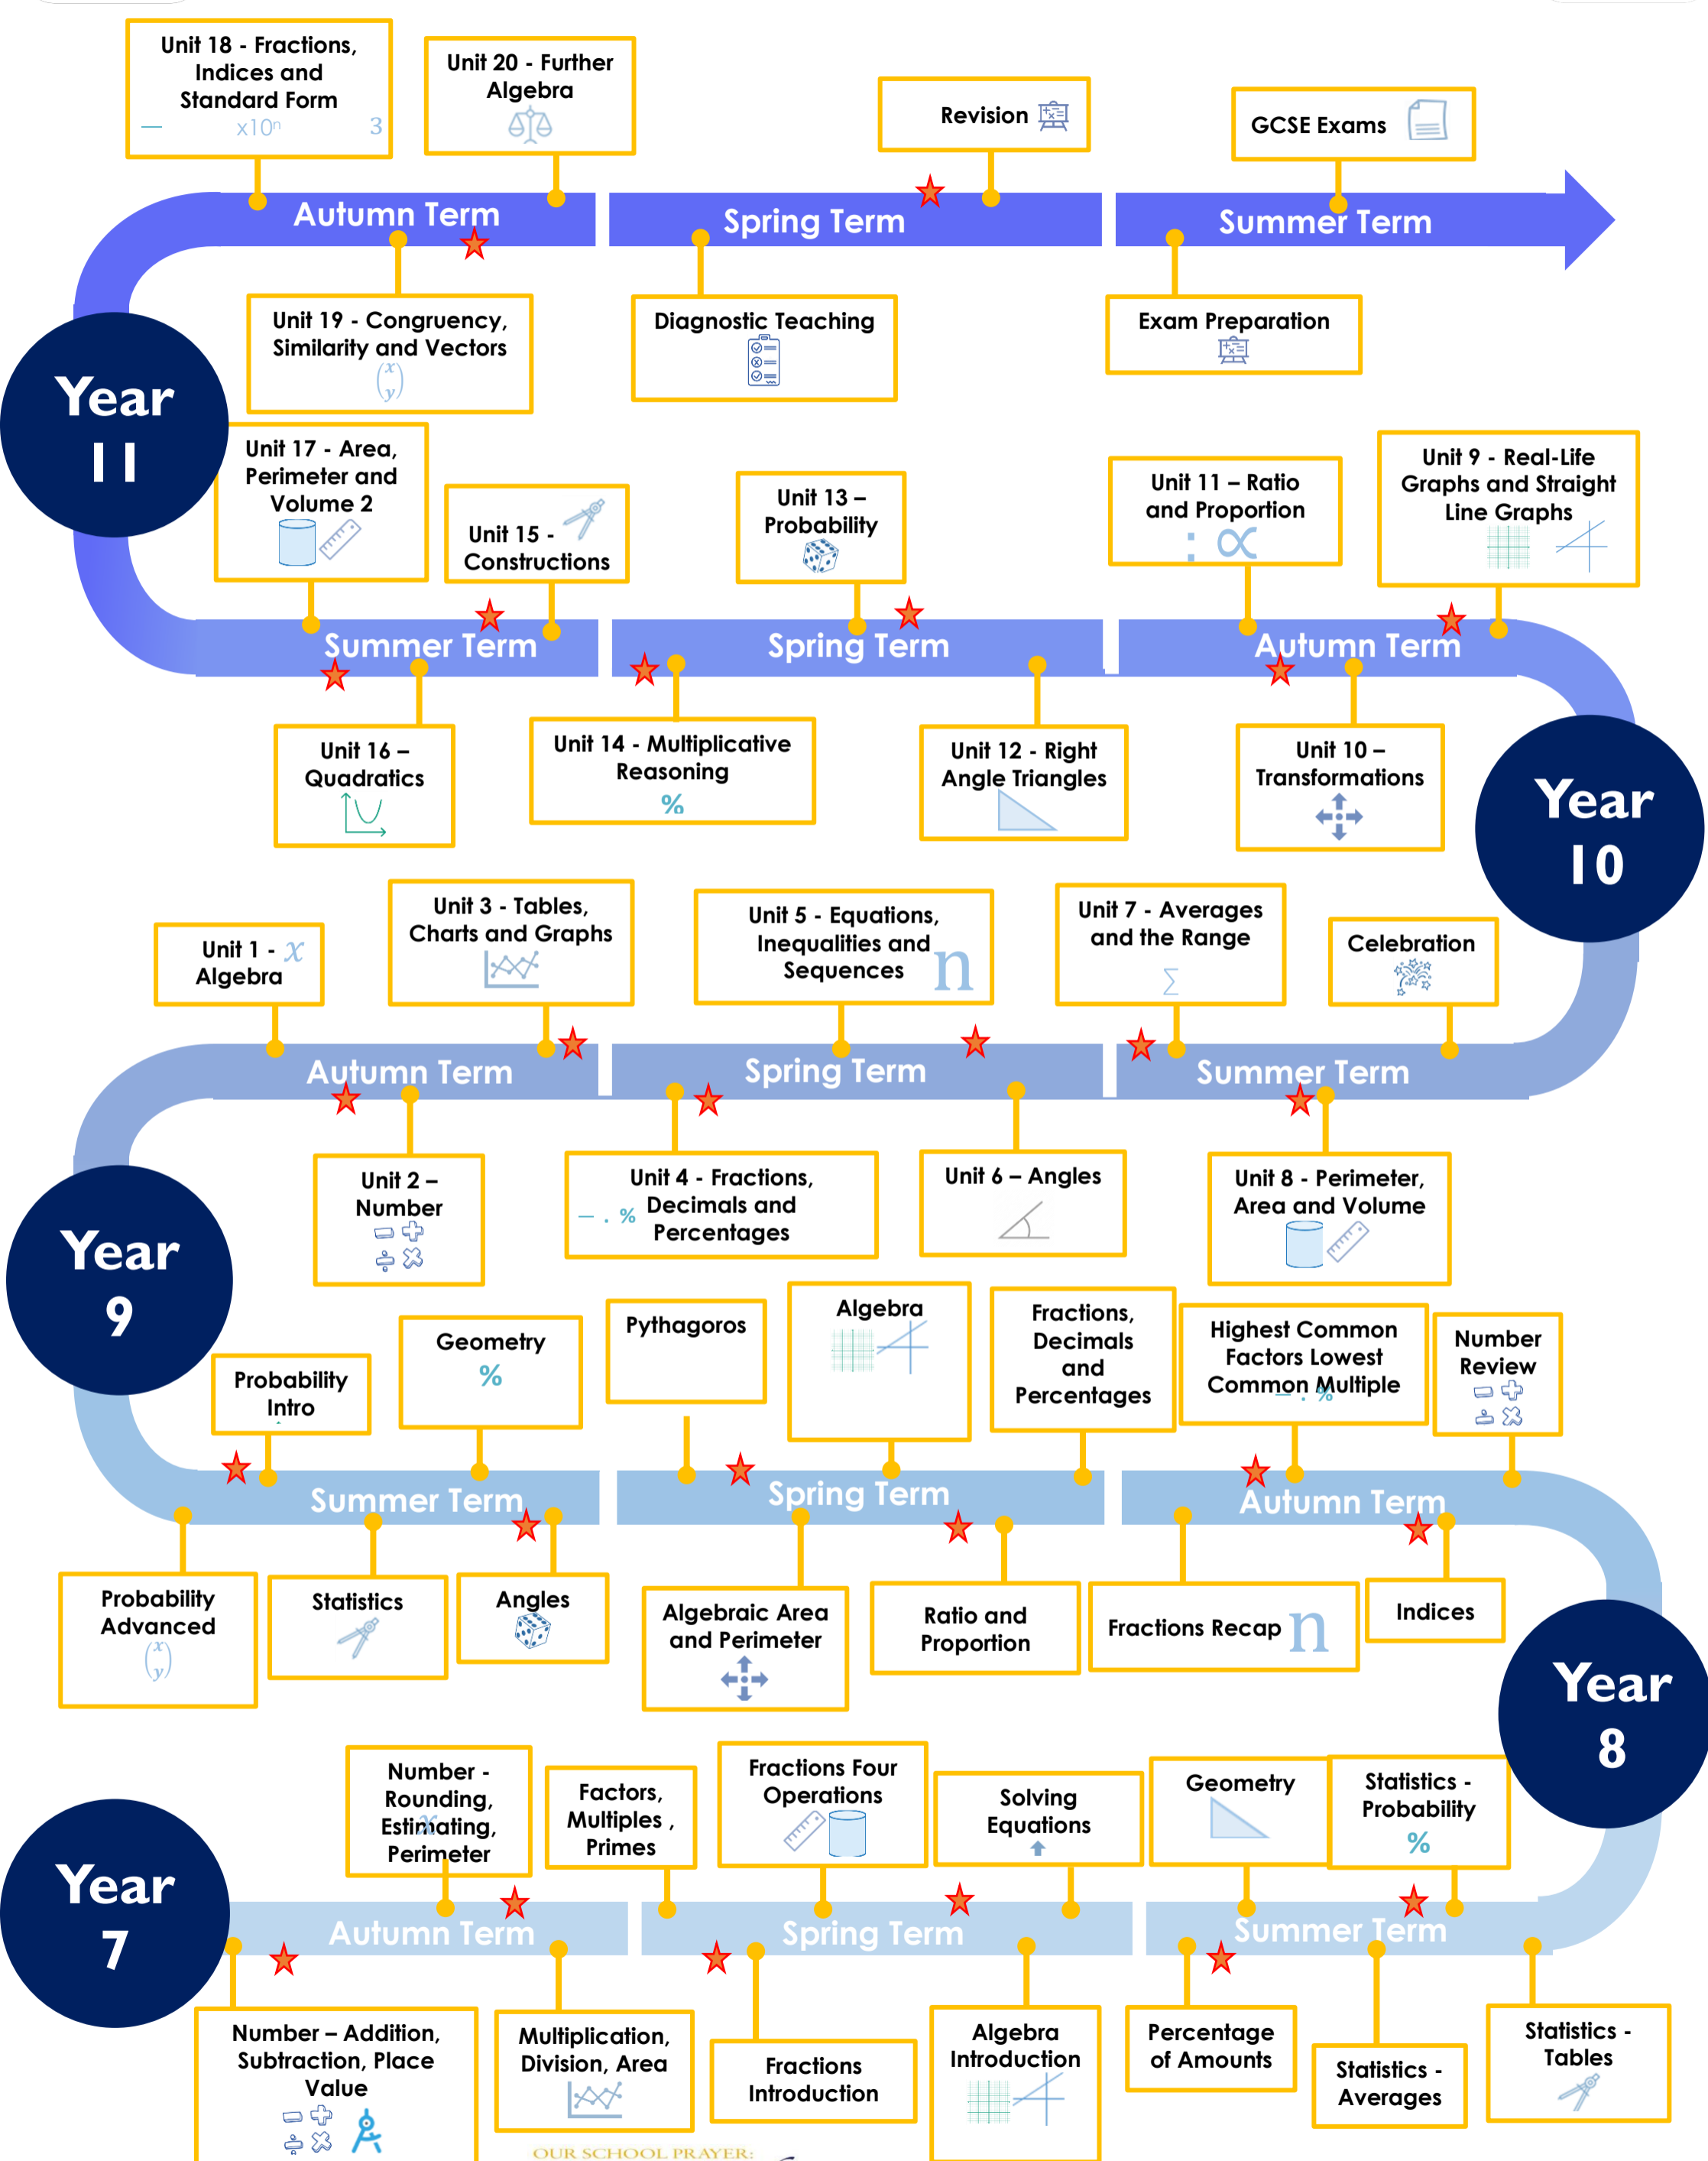 Unit 18 - Fractions,
Indices and
Standard Form
x10ⁿ
3
Unit 20 - Further
Algebra
Revision
GCSE Exams
Autumn Term
Spring Term
Summer Term
Unit 19 - Congruency,
Similarity and Vectors
x
y
Diagnostic Teaching
Exam Preparation
Year
11
Unit 17 - Area,
Perimeter and
Volume 2
Unit 15 -
Constructions
Unit 13 –
Probability
Unit 11 – Ratio
and Proportion
: ∝
Unit 9 - Real-Life
Graphs and Straight
Line Graphs
Summer Term
Spring Term
Autumn Term
Unit 16 –
Quadratics
Unit 14 - Multiplicative
Reasoning
%
Unit 12 - Right
Angle Triangles
Unit 10 –
Transformations
Year
10
Unit 1 - x
Algebra
Unit 3 - Tables,
Charts and Graphs
Unit 5 - Equations,
Inequalities and
Sequences n
Unit 7 - Averages
and the Range
Σ
Celebration
Autumn Term
Spring Term
Summer Term
Unit 2 –
Number
Unit 4 - Fractions,
Decimals and
Percentages
– . %
Unit 6 – Angles
Unit 8 - Perimeter,
Area and Volume
Year
9
Probability
Intro
Geometry
%
Pythagoros
Algebra
Fractions,
Decimals
and
Percentages
Highest Common
Factors Lowest
Common Multiple
– . %
Number
Review
Summer Term
Spring Term
Autumn Term
Probability
Advanced
x
y
Statistics
Angles
Algebraic Area
and Perimeter
Ratio and
Proportion
Fractions Recap n
Indices
Year
8
Number -
Rounding,
Estimating,
Perimeter
x
Factors,
Multiples ,
Primes
Fractions Four
Operations
Solving
Equations
Geometry
Statistics -
Probability
%
Year
7
Autumn Term
Spring Term
Summer Term
Number – Addition,
Subtraction, Place
Value
Multiplication,
Division, Area
Fractions
Introduction
Algebra
Introduction
Percentage
of Amounts
Statistics -
Averages
Statistics -
Tables
OUR SCHOOL PRAYER: